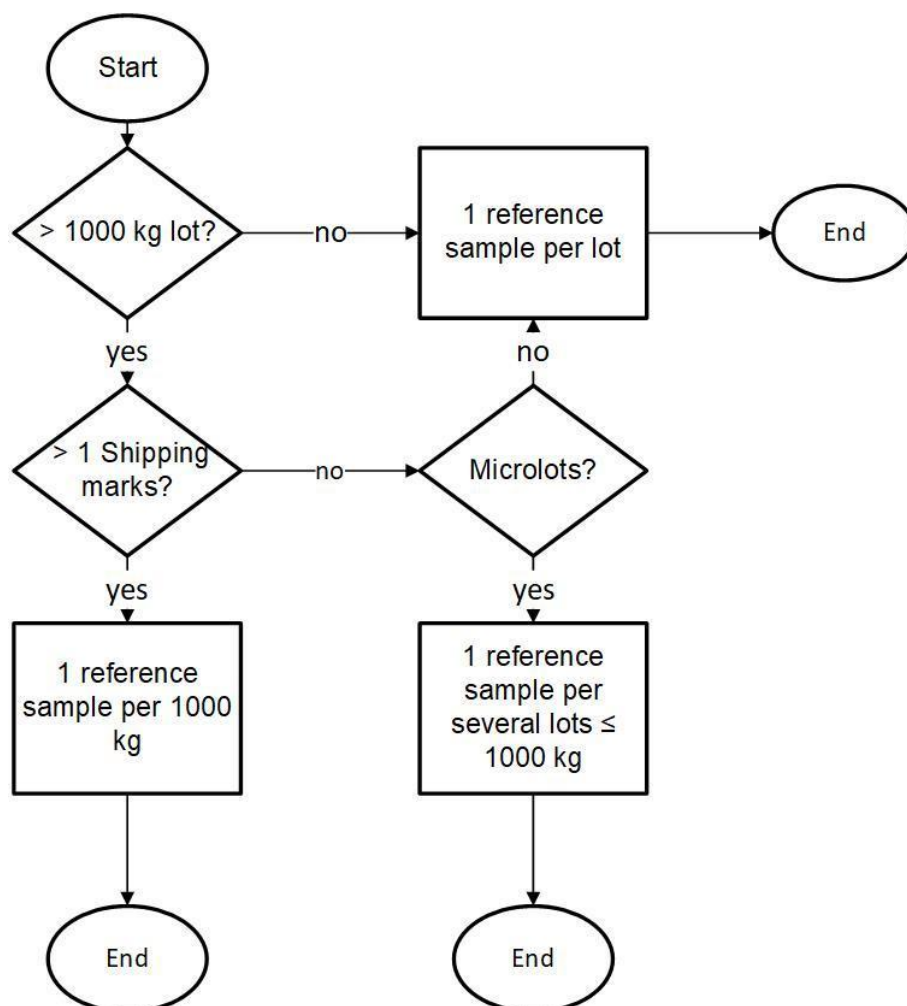 Start
> 1000 kg lot?
no
1 reference
sample per lot
End
yes
no
> 1 Shipping
marks?
no
Microlots?
yes
yes
1 reference
sample per 1000
kg
1 reference
sample per
several lots ≤
1000 kg
End
End